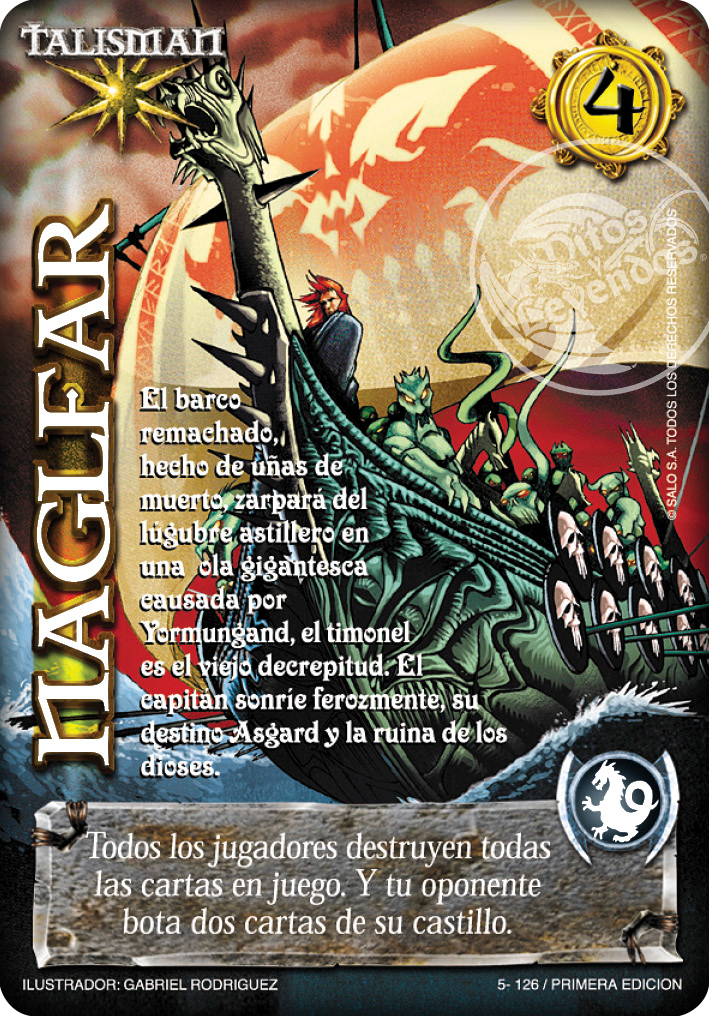 TALISMAN
4
Mitos
y
Leyendas
NAGLFAR
El barco
remachado,
hecho de uñas de
muerto, zarpará del
lúgubre astillero en
una ola gigantesca
causada por
Yormungand, el timonel
es el viejo decrepitud. El
capitán sonríe ferozmente, su
destino Asgard y la ruina de los
dioses.
© SALO S.A. TODOS LOS DERECHOS RESERVADOS
Todos los jugadores destruyen todas
las cartas en juego. Y tu oponente
bota dos cartas de su castillo.
ILUSTRADOR: GABRIEL RODRIGUEZ
5- 126 / PRIMERA EDICION